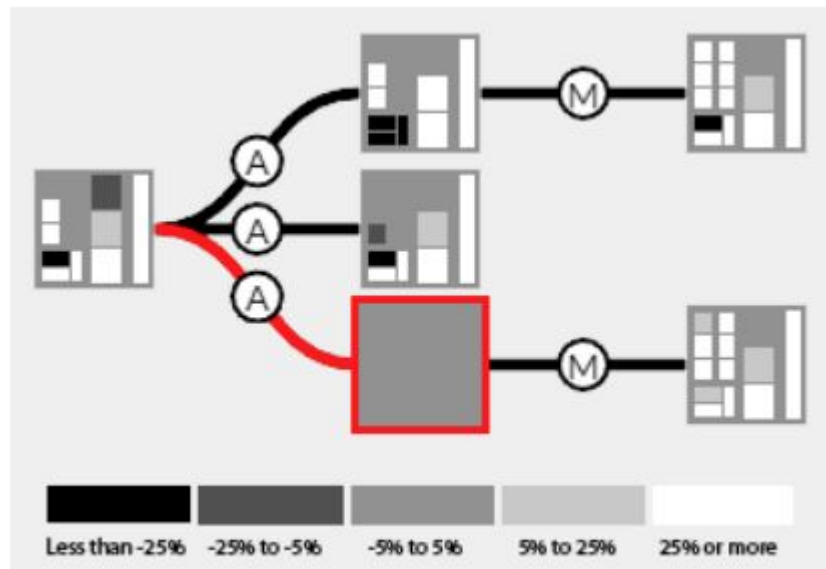 M
A
A
A
M
Less than -25%
-25% to -5%
-5% to 5%
5% to 25%
25% or more